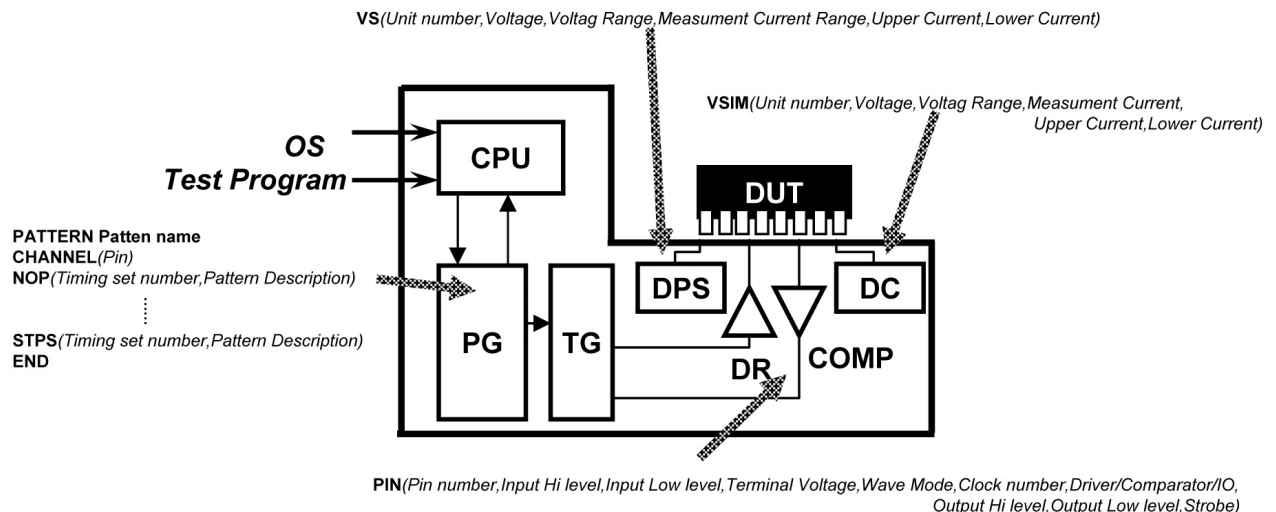 VS(Unit number,Voltage,Voltag Range,Measument Current Range,Upper Current,Lower Current)
VSIM(Unit number,Voltage,Voltag Range,Measument Current,
Upper Current,Lower Current)
OS
Test Program
CPU
DUT
PATTERN Patten name
CHANNEL(Pin)
NOP(Timing set number,Pattern Description)
STPS(Timing set number,Pattern Description)
END
PG
TG
DPS
DR
COMP
DC
PIN(Pin number,Input Hi level,Input Low level,Terminal Voltage,Wave Mode,Clock number,Driver/Comparator/IO,
Output Hi level,Output Low level,Strobe)